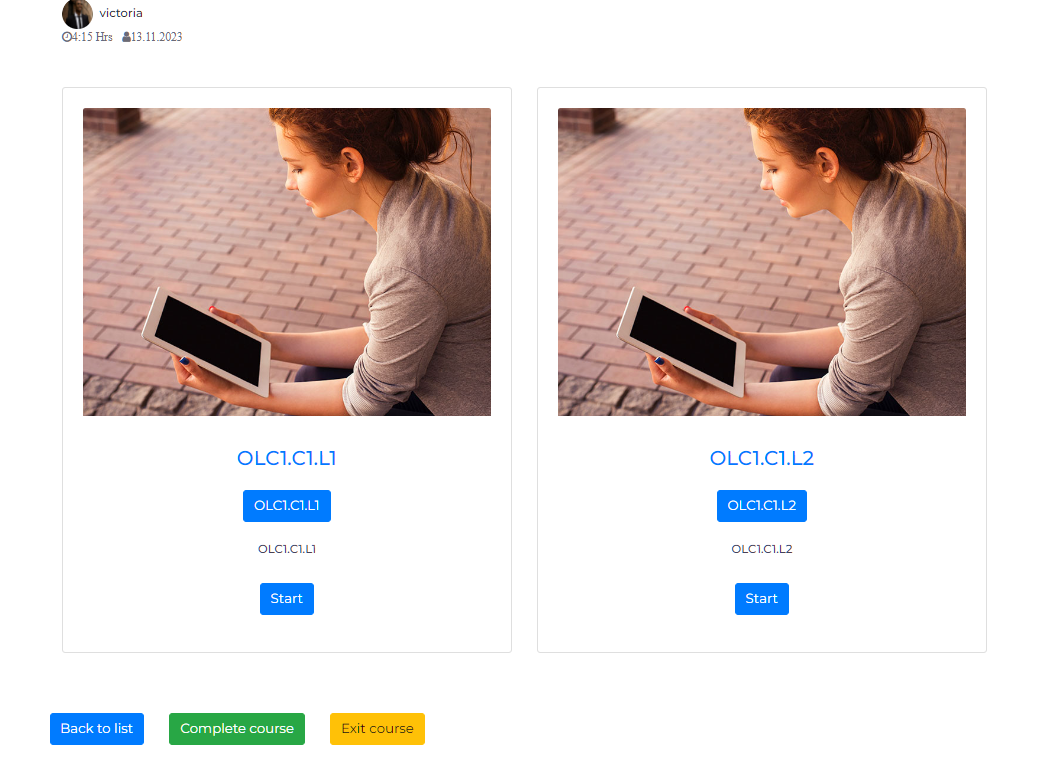 victoria
4:15 Hrs 13.11.2023
OLC1.C1.L1
OLC1.C1.L1
OLC1.C1.L1
Start
OLC1.C1.L2
OLC1.C1.L2
OLC1.C1.L2
Start
Back to list Complete course Exit course